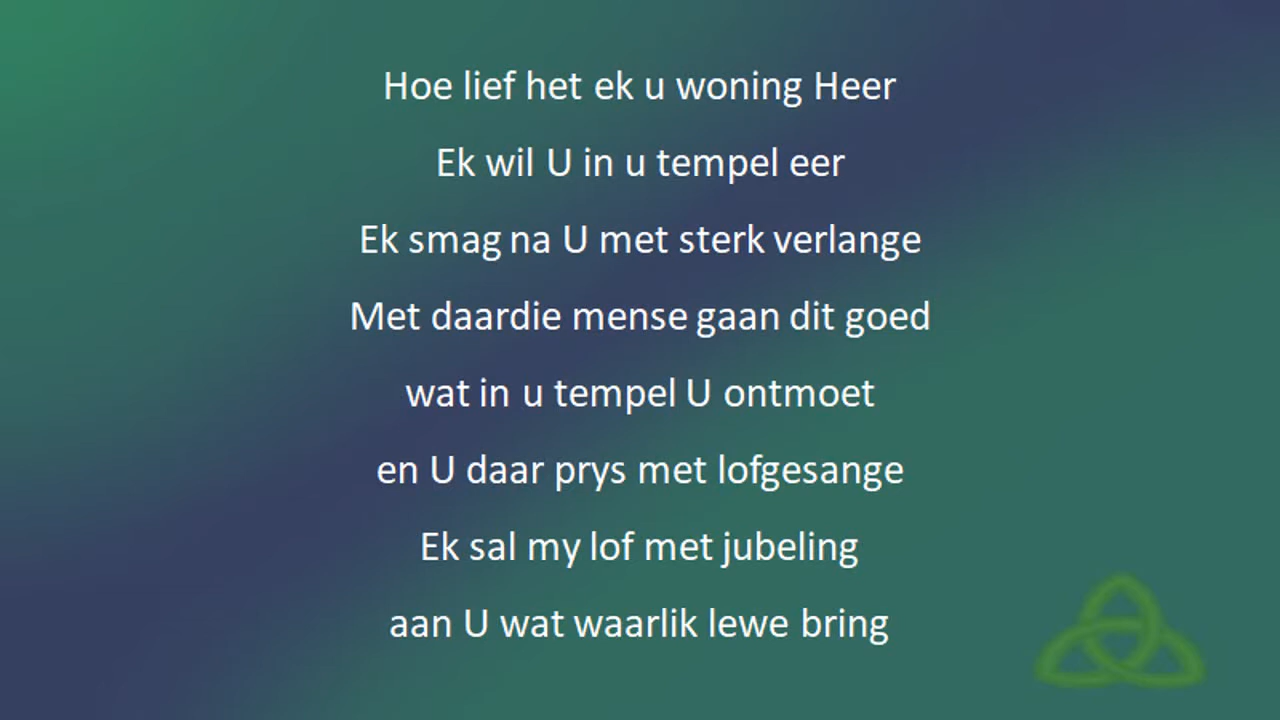 Hoe lief het ek u woning Heer
Ek wil U in u tempel eer
Ek smag na U met sterk verlange
Met daardie mense gaan dit goed
wat in u tempel U ontmoet
en U daar prys met lofgesange
Ek sal my lof met jubeling
aan U wat waarlik lewe bring